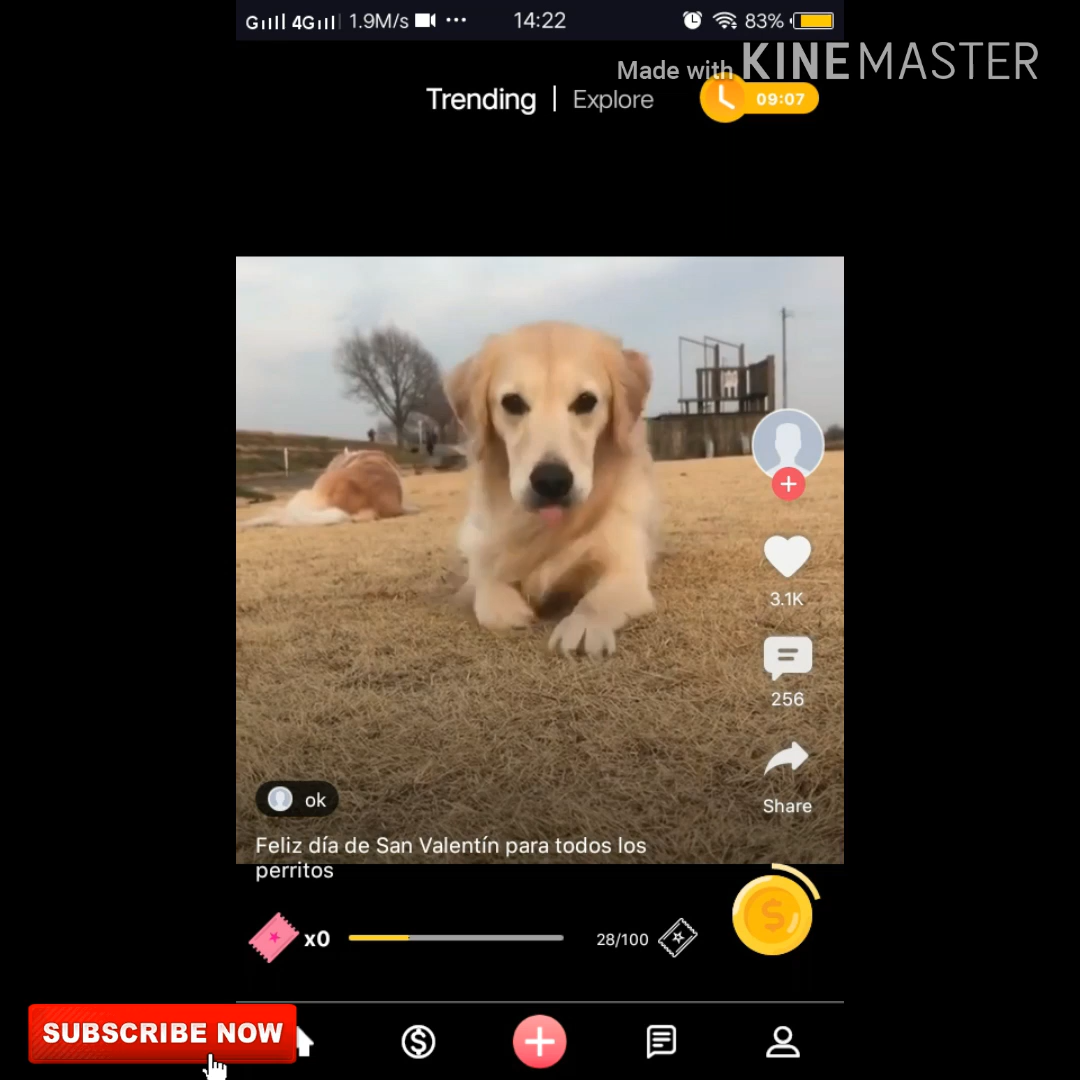 G 4G 1.9M/s ... 14:22 83%
Made with KINEMASTER
Trending | Explore 09:07
3.1K
256
Share
ok
Feliz día de San Valentín para todos los
perritos
x0 28/100
SUBSCRIBE NOW